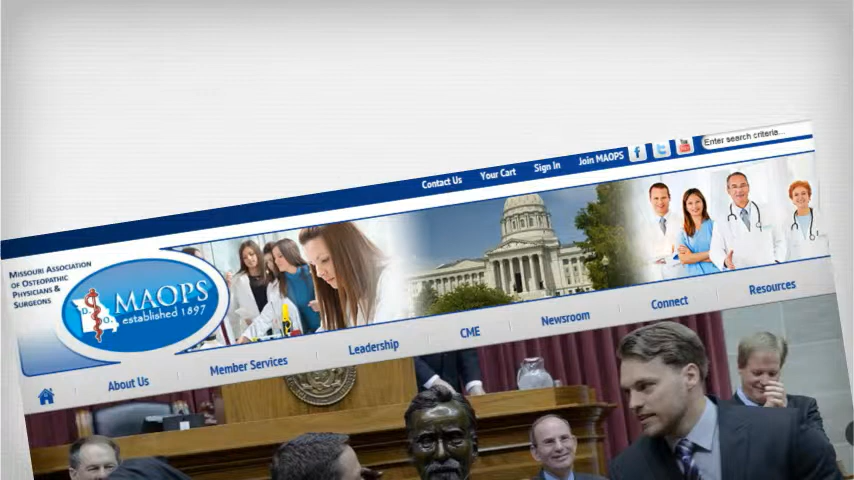 Contact Us
Your Cart
Sign In
Join MAOPS
f
t
Enter search criteria...
MISSOURI ASSOCIATION
OF OSTEOPATHIC
PHYSICIANS &
SURGEONS
D. O.
MAOPS
established 1897
About Us
Member Services
Leadership
CME
Newsroom
Connect
Resources